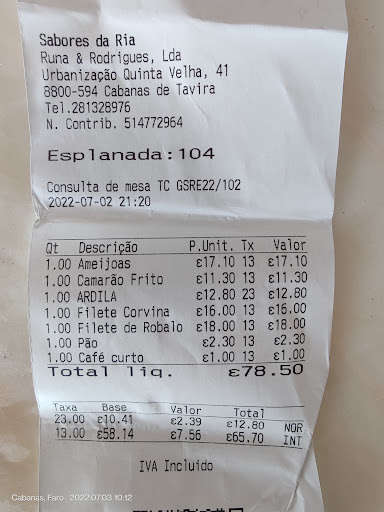 Sabores da Ria
Runa & Rodrigues, Lda
Urbanização Quinta Velha, 41
8800-594 Cabanas de Tavira
Tel.281328976
N. Contrib. 514772964
Esplanada:104
Consulta de mesa TC GSRE22/102
2022-07-02 21:20
Qt Descrição P.Unit. Tx Valor
1.00 Ameijoas €17.10 13 €17.10
1.00 Camarão Frito €11.30 13 €11.30
1.00 ARDILA €12.80 23 €12.80
1.00 Filete Corvina €16.00 13 €16.00
1.00 Filete de Robalo €18.00 13 €18.00
1.00 Pão €2.30 13 €2.30
1.00 Café curto €1.00 13 €1.00
Total liq. €78.50
Taxa Base Valor Total
23.00 €10.41 €2.39 €12.80 NOR
13.00 €58.14 €7.56 €65.70 INT
IVA Incluido
Cabanas, Faro 2022.07.03 10:12